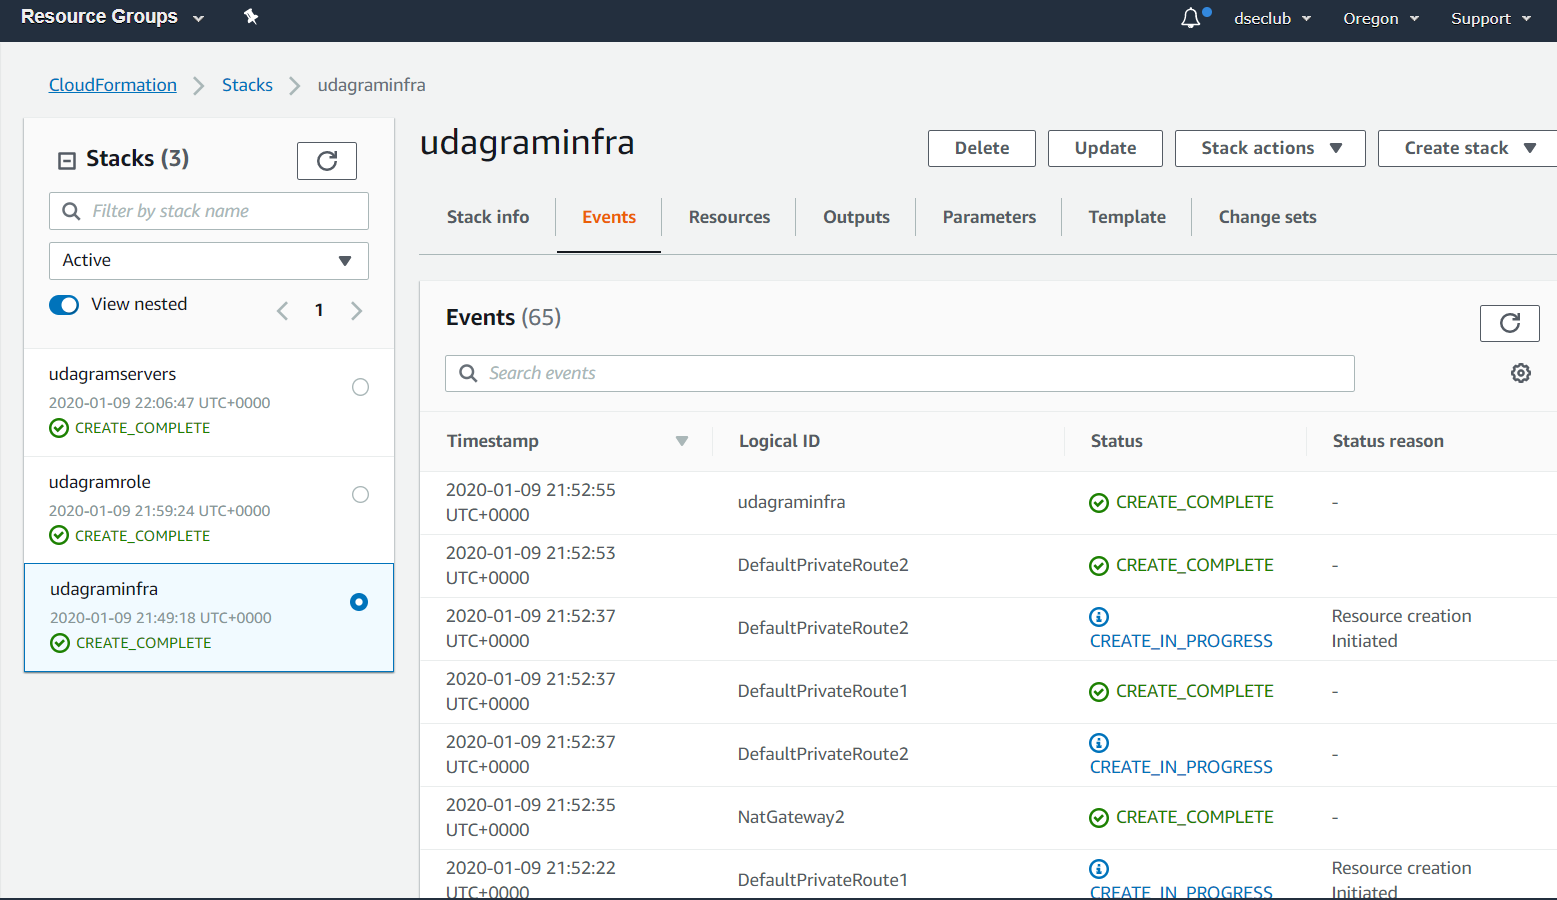 Resource Groups
dseclub
Oregon
Support
CloudFormation
Stacks
udagraminfra
Stacks (3)
Filter by stack name
Active
View nested
1
udagramservers
2020-01-09 22:06:47 UTC+0000
CREATE_COMPLETE
udagramrole
2020-01-09 21:59:24 UTC+0000
CREATE_COMPLETE
udagraminfra
2020-01-09 21:49:18 UTC+0000
CREATE_COMPLETE
udagraminfra
Delete
Update
Stack actions
Create stack
Stack info
Events
Resources
Outputs
Parameters
Template
Change sets
Events (65)
Search events
Timestamp
Logical ID
Status
Status reason
2020-01-09 21:52:55
UTC+0000
udagraminfra
CREATE_COMPLETE
-
2020-01-09 21:52:53
UTC+0000
DefaultPrivateRoute2
CREATE_COMPLETE
-
2020-01-09 21:52:37
UTC+0000
DefaultPrivateRoute2
CREATE_IN_PROGRESS
Resource creation
Initiated
2020-01-09 21:52:37
UTC+0000
DefaultPrivateRoute1
CREATE_COMPLETE
-
2020-01-09 21:52:37
UTC+0000
DefaultPrivateRoute2
CREATE_IN_PROGRESS
-
2020-01-09 21:52:35
UTC+0000
NatGateway2
CREATE_COMPLETE
-
2020-01-09 21:52:22
UTC+0000
DefaultPrivateRoute1
CREATE_IN_PROGRESS
Resource creation
Initiated